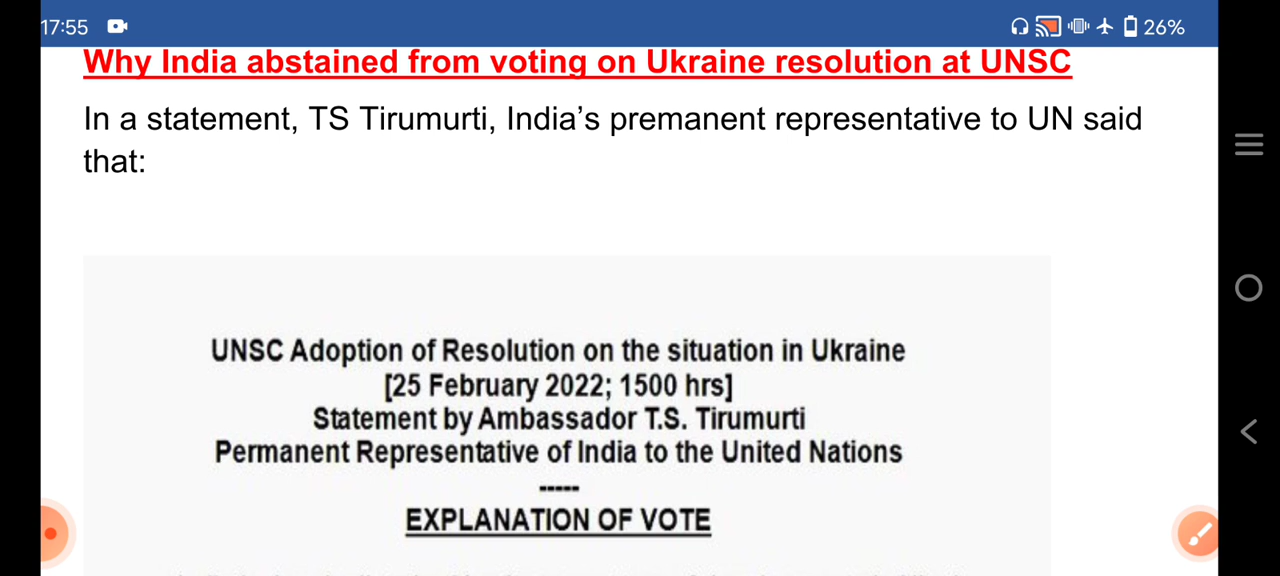 17:55
26%
Why India abstained from voting on Ukraine resolution at UNSC
In a statement, TS Tirumurti, India’s premanent representative to UN said
that:
UNSC Adoption of Resolution on the situation in Ukraine
[25 February 2022; 1500 hrs]
Statement by Ambassador T.S. Tirumurti
Permanent Representative of India to the United Nations
-----
EXPLANATION OF VOTE